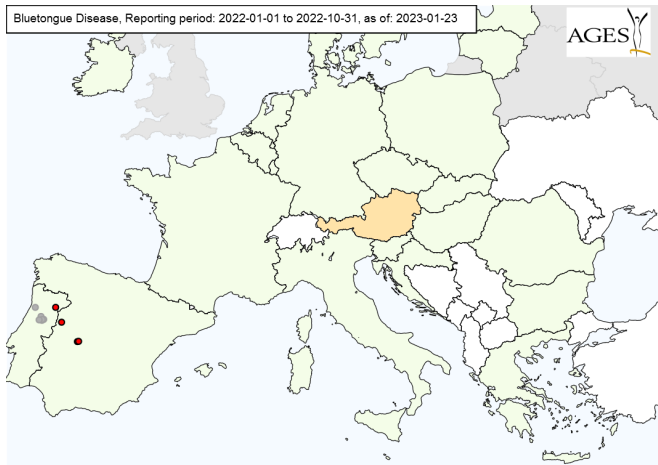 Bluetongue Disease, Reporting period: 2022-01-01 to 2022-10-31, as of: 2023-01-23
AGES